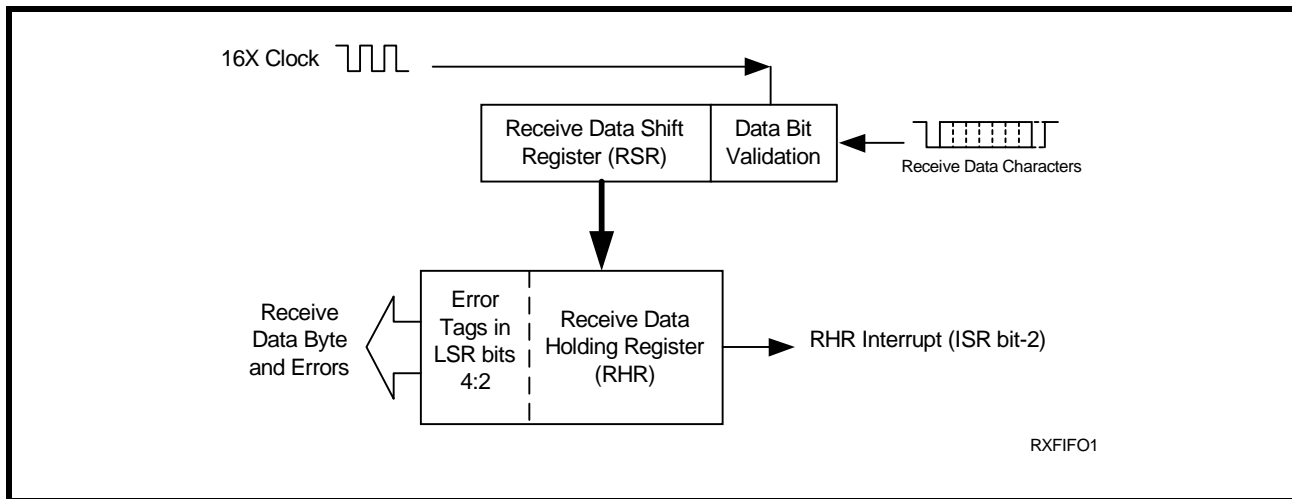 16X Clock
Receive Data Shift
Register (RSR)
Data Bit
Validation
Receive Data Characters
Receive
Data Byte
and Errors
Error
Tags in
LSR bits
4:2
Receive Data
Holding Register
(RHR)
RHR Interrupt (ISR bit-2)
RXFIFO1